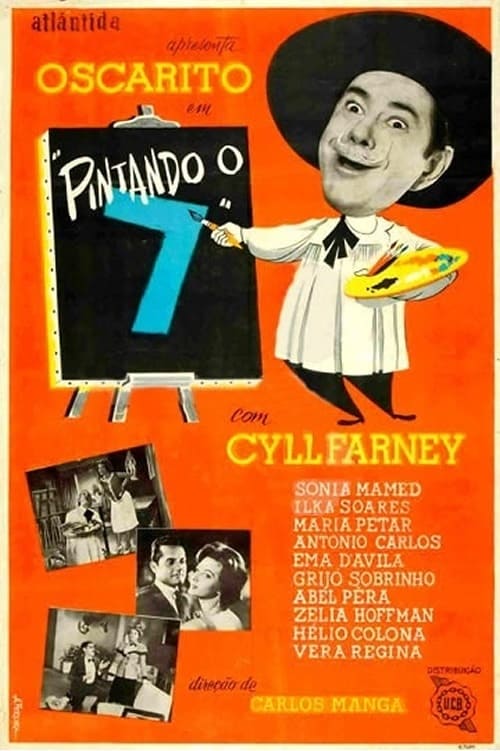 atlântida
apresenta
OSCARITO
em
"PINTANDO O
7"
com
CYLL FARNEY
SONIA MAMED
ILKA SOARES
MARIA PETAR
ANTONIO CARLOS
EMA D'AVILA
GRIJÓ SOBRINHO
ABEL PÊRA
ZELIA HOFFMAN
HÉLIO COLONA
VERA REGINA
direção de
CARLOS MANGA
DISTRIBUIÇÃO
UCB